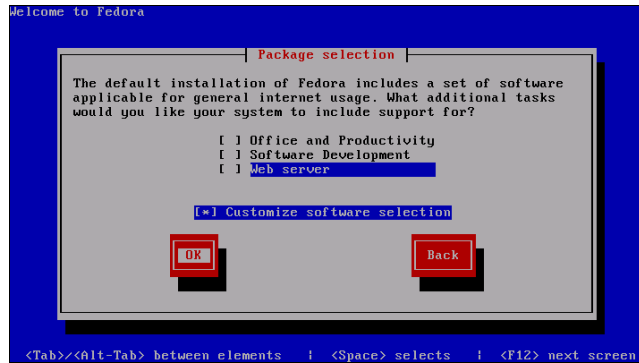 Welcome to Fedora
Package selection
The default installation of Fedora includes a set of software
applicable for general internet usage. What additional tasks
would you like your system to include support for?
[ ] Office and Productivity
[ ] Software Development
[ ] Web server
[*] Customize software selection
OK Back
<Tab>/<Alt-Tab> between elements | <Space> selects | <F12> next screen